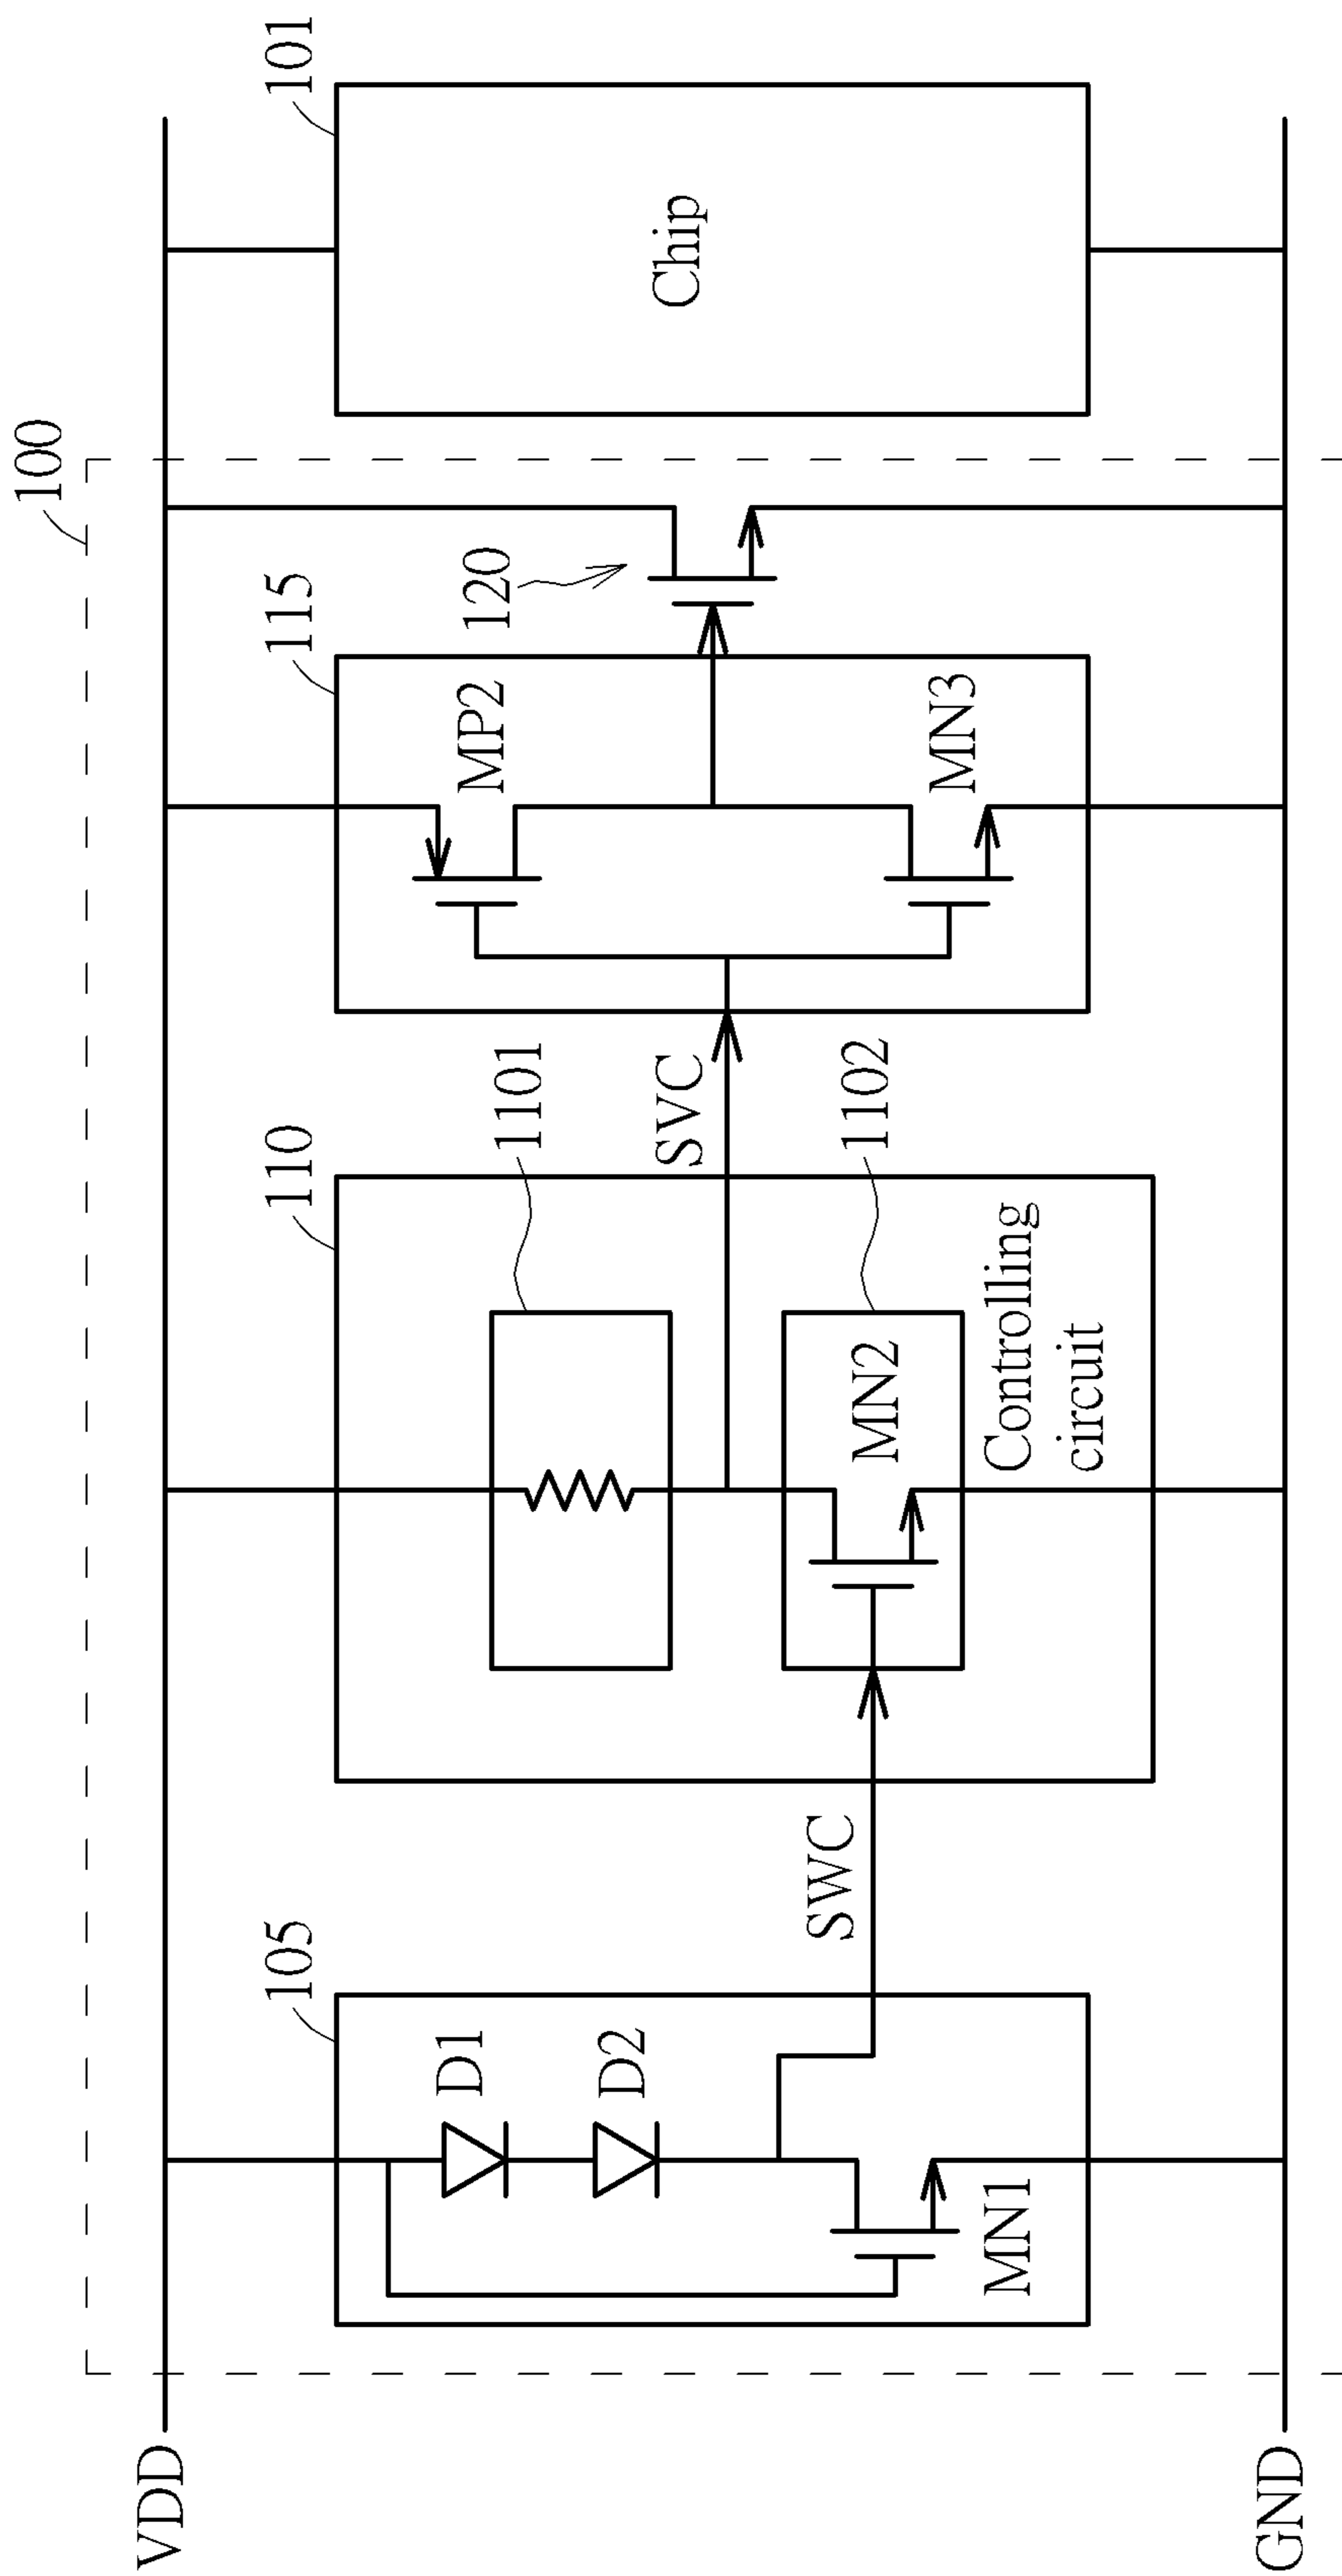 100
VDD
105
D1
D2
MN1
SWC
110
1101
1102
MN2
Controlling
circuit
SVC
115
MP2
MN3
120
101
Chip
GND